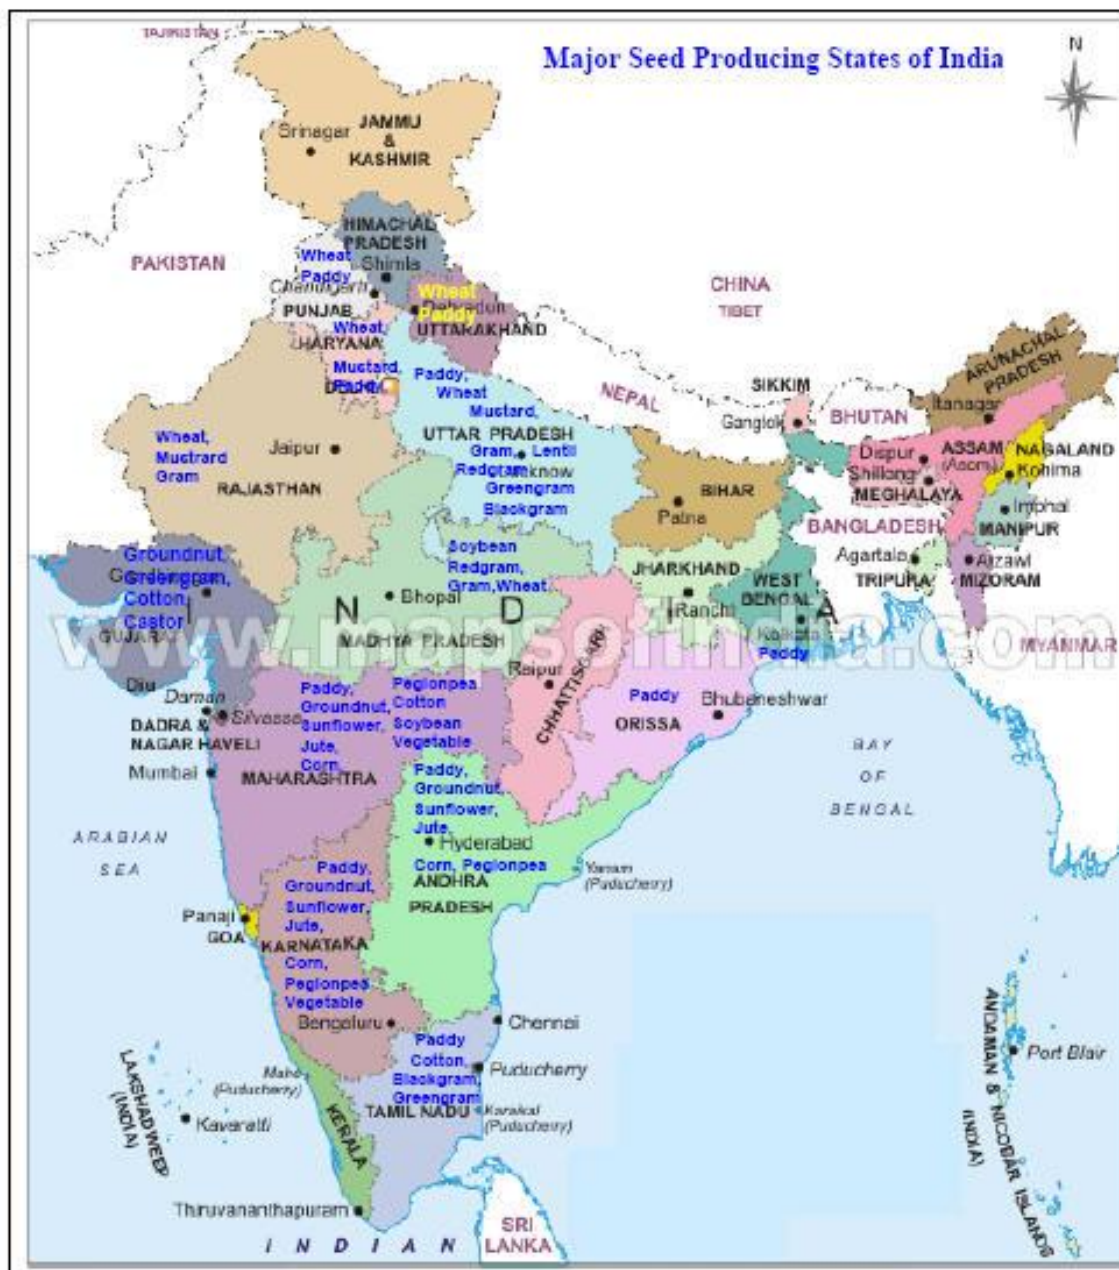 TAJIKISTAN
Major Seed Producing States of India
N
Srinagar
JAMMU
&
KASHMIR
HIMACHAL
PRADESH
Shimla
PAKISTAN
Wheat
Paddy
Chandigarh
PUNJAB
Wheat
Paddy
Dehradun
UTTARAKHAND
CHINA
TIBET
Wheat,
HARYANA
Mustard,
Paddy
DELHI
Paddy,
Wheat
Mustard,
UTTAR PRADESH
Gram, Lentil
Redgram
Greengram
Blackgram
NEPAL
SIKKIM
Gangtok
BHUTAN
ARUNACHAL
PRADESH
Itanagar
Wheat,
Mustrard
Gram
Jaipur
RAJASTHAN
BIHAR
Patna
Dispur
Shillong
MEGHALAYA
ASSAM
(Asom)
NAGALAND
Kohima
Imphal
MANIPUR
BANGLADESH
Agartala
TRIPURA
Aizawl
MIZORAM
MYANMAR
Groundnut,
Greengram,
Cotton,
Castor
GUJARAT
Soybean
Redgram,
Gram,Wheat,
Bhopal
MADHYA PRADESH
I N D I A
JHARKHAND
Ranchi
WEST
BENGAL
Kolkata
Paddy
www.mapsofindia.com
Raipur
CHHATTISGARH
Paddy
ORISSA
Bhubaneshwar
Diu
Daman
Silvassa
DADRA &
NAGAR HAVELI
Mumbai
Paddy,
Groundnut,
Sunflower,
Jute,
Corn,
MAHARASHTRA
PegIonpea
Cotton
Soybean
Vegetable
Paddy,
Groundnut,
Sunflower,
Jute,
Hyderabad
Corn, PegIonpea
ANDHRA
PRADESH
Yanam
(Puducherry)
BAY
OF
BENGAL
ARABIAN
SEA
Panaji
GOA
Paddy,
Groundnut,
Sunflower,
Jute,
KARNATAKA
Corn,
PegIonpea
Vegetable
Bengaluru
Chennai
Paddy
Cotton,
Blackgram,
Greengram
TAMIL NADU
Puducherry
Karaikal
(Puducherry)
Mahe
(Puducherry)
KERALA
LAKSHADWEEP
(INDIA)
Kavaratti
Thiruvananthapuram
ANDAMAN & NICOBAR ISLANDS
(INDIA)
Port Blair
SRI
LANKA
INDIAN